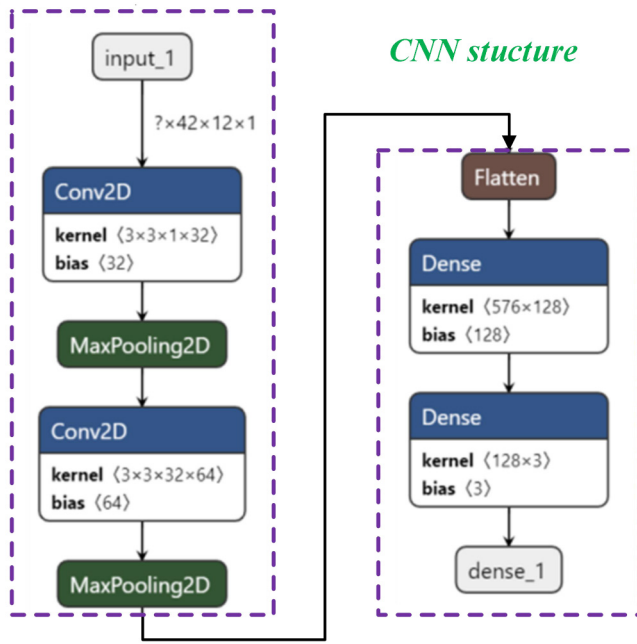 CNN stucture
input_1
?×42×12×1
Conv2D
kernel ⟨3×3×1×32⟩
bias ⟨32⟩
MaxPooling2D
Conv2D
kernel ⟨3×3×32×64⟩
bias ⟨64⟩
MaxPooling2D
Flatten
Dense
kernel ⟨576×128⟩
bias ⟨128⟩
Dense
kernel ⟨128×3⟩
bias ⟨3⟩
dense_1